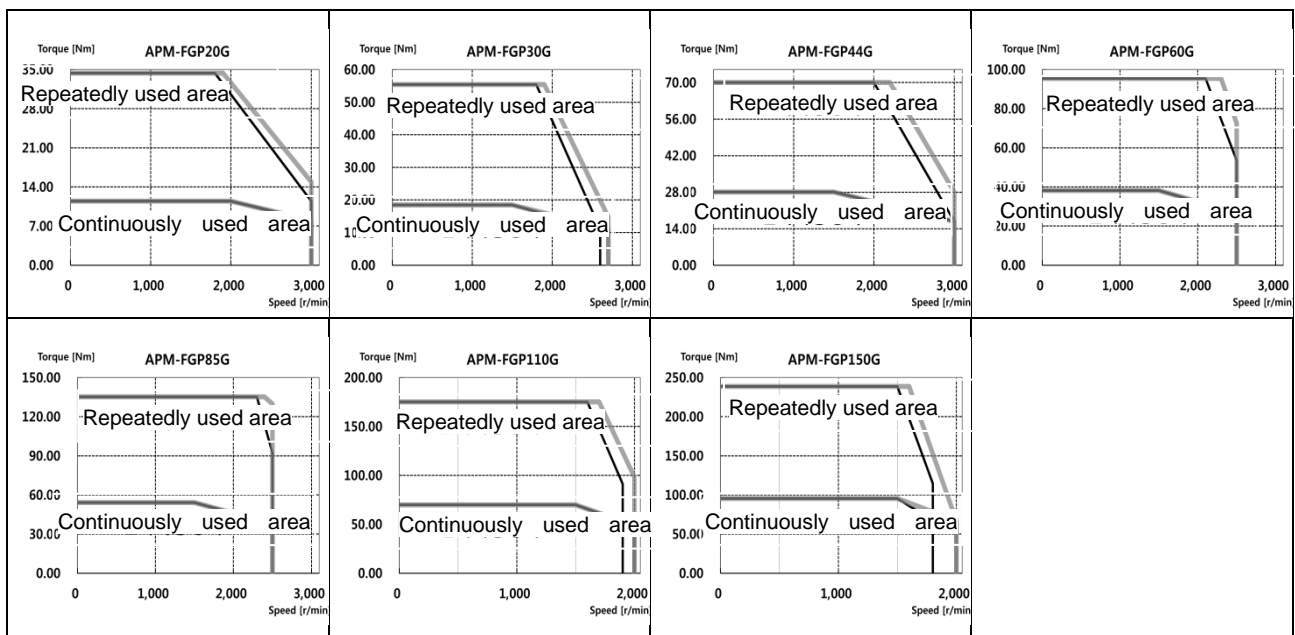 Torque [Nm] APM-FGP20G
35.00
Repeatedly used area
28.00
21.00
14.00
7.00
Continuously used area
0.00
0 1,000 2,000 3,000
Speed [r/min]
Torque [Nm] APM-FGP30G
60.00
50.00
Repeatedly used area
40.00
30.00
20.00
Continuously used area
0.00
0 1,000 2,000 3,000
Speed [r/min]
Torque [Nm] APM-FGP44G
70.00
Repeatedly used area
56.00
42.00
28.00
Continuously used area
14.00
0.00
0 1,000 2,000 3,000
Speed [r/min]
Torque [Nm] APM-FGP60G
100.00
Repeatedly used area
80.00
60.00
40.00
Continuously used area
20.00
0.00
0 1,000 2,000 3,000
Speed [r/min]
Torque [Nm] APM-FGP85G
150.00
120.00
Repeatedly used area
90.00
60.00
Continuously used area
30.00
0.00
0 1,000 2,000 3,000
Speed [r/min]
Torque [Nm] APM-FGP110G
200.00
Repeatedly used area
150.00
100.00
50.00
Continuously used area
0.00
0 1,000 2,000
Speed [r/min]
Torque [Nm] APM-FGP150G
250.00
Repeatedly used area
200.00
150.00
100.00
Continuously used area
50.00
0.00
0 1,000 2,000
Speed [r/min]